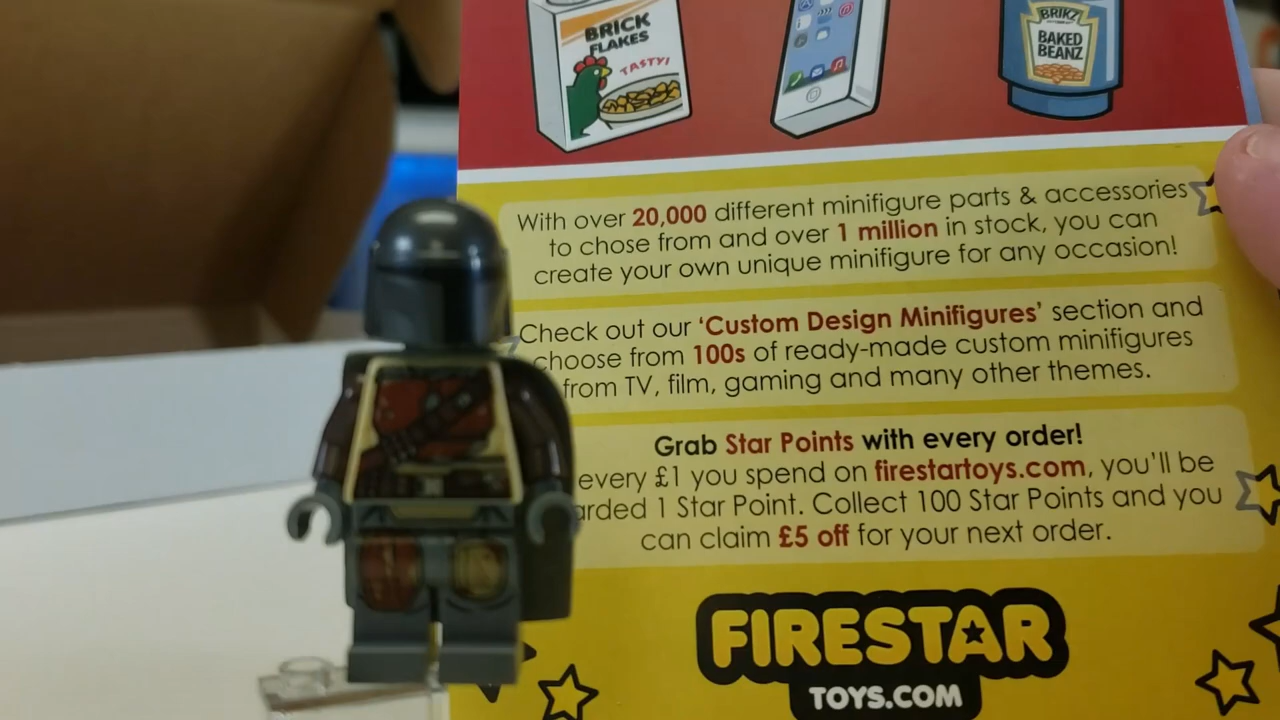 BRICK
FLAKES
TASTY!
BRIKZ
BAKED
BEANZ
With over 20,000 different minifigure parts & accessories
to chose from and over 1 million in stock, you can
create your own unique minifigure for any occasion!
Check out our 'Custom Design Minifigures' section and
choose from 100s of ready-made custom minifigures
from TV, film, gaming and many other themes.
Grab Star Points with every order!
every £1 you spend on firestartoys.com, you'll be
1 Star Point. Collect 100 Star Points and you
can claim £5 off for your next order.
FIRESTAR
TOYS.COM